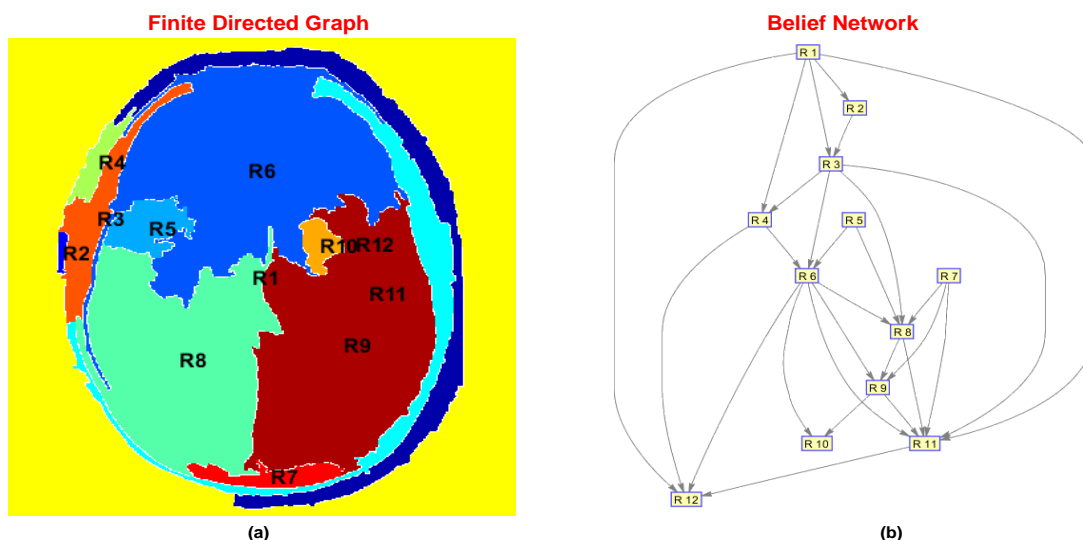 Finite Directed Graph
R4
R6
R3
R5
R2
R10
R12
R1
R11
R8
R9
R7
(a)
Belief Network
R 1
R 2
R 3
R 4
R 5
R 6
R 7
R 8
R 9
R 10
R 11
R 12
(b)